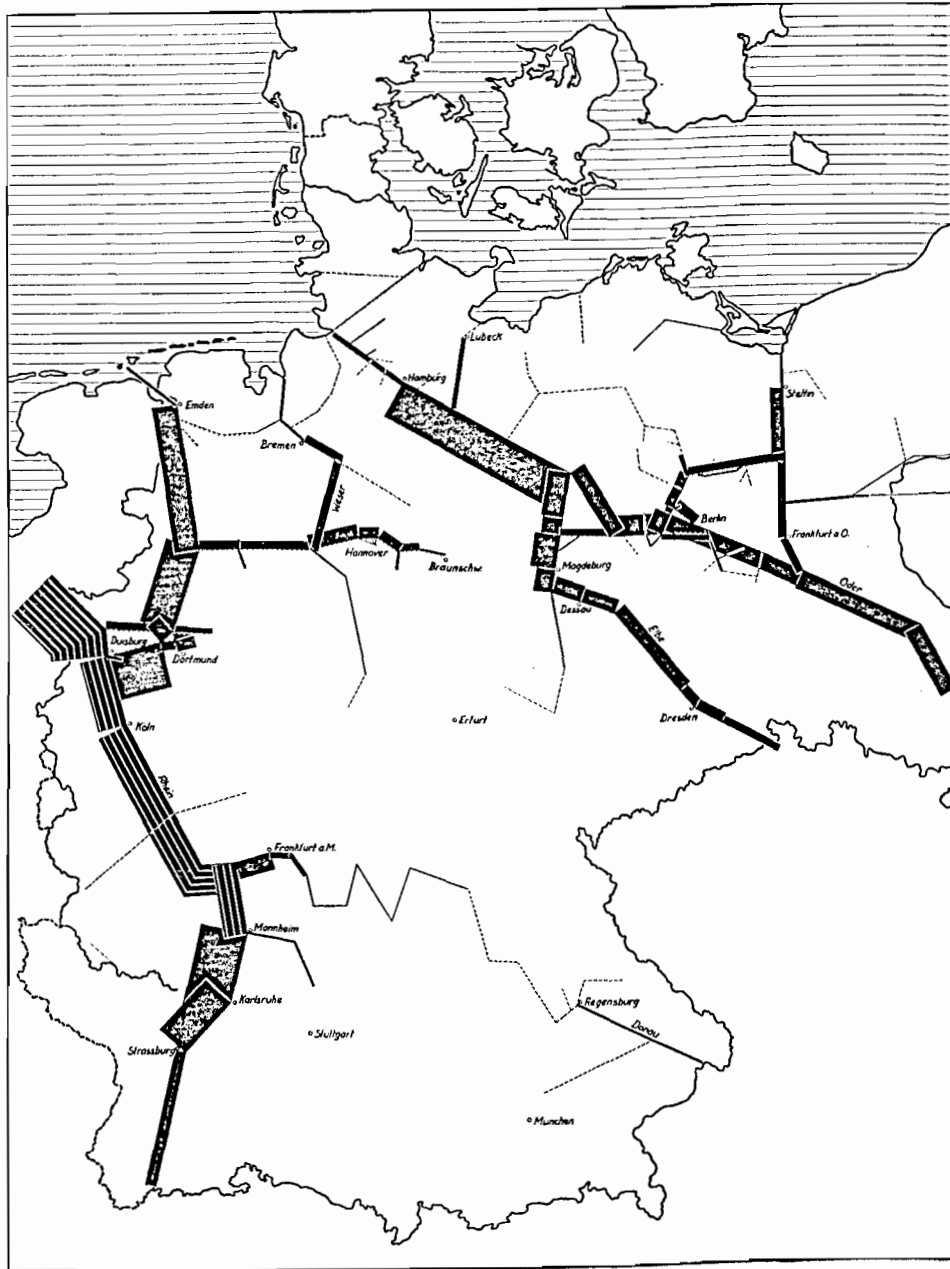 Lübeck
Hamburg
Stettin
Emden
Bremen
Weser
Berlin
Hannover
Frankfurt a O.
Braunschw.
Magdeburg
Oder
Dessau
Duisburg
Dortmund
Elbe
Dresden
Köln
Erfurt
Rhein
Frankfurt a.M.
Mannheim
Karlsruhe
Regensburg
Donau
Stuttgart
Strassburg
München